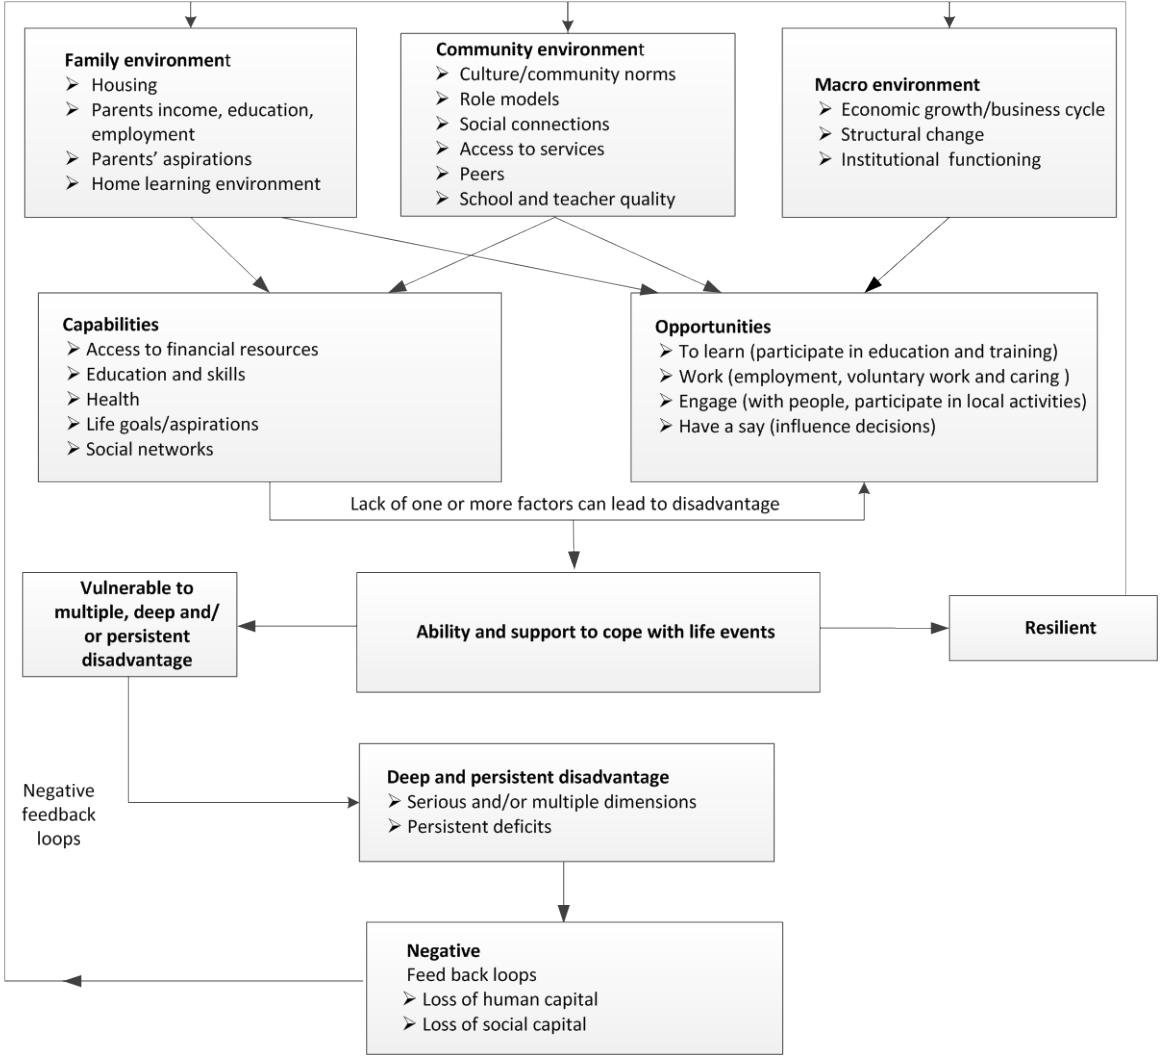 Family environment
➢ Housing
➢ Parents income, education,
employment
➢ Parents’ aspirations
➢ Home learning environment
Community environment
➢ Culture/community norms
➢ Role models
➢ Social connections
➢ Access to services
➢ Peers
➢ School and teacher quality
Macro environment
➢ Economic growth/business cycle
➢ Structural change
➢ Institutional functioning
Capabilities
➢ Access to financial resources
➢ Education and skills
➢ Health
➢ Life goals/aspirations
➢ Social networks
Opportunities
➢ To learn (participate in education and training)
➢ Work (employment, voluntary work and caring )
➢ Engage (with people, participate in local activities)
➢ Have a say (influence decisions)
Lack of one or more factors can lead to disadvantage
Vulnerable to
multiple, deep and/
or persistent
disadvantage
Ability and support to cope with life events
Resilient
Negative
feedback
loops
Deep and persistent disadvantage
➢ Serious and/or multiple dimensions
➢ Persistent deficits
Negative
Feed back loops
➢ Loss of human capital
➢ Loss of social capital